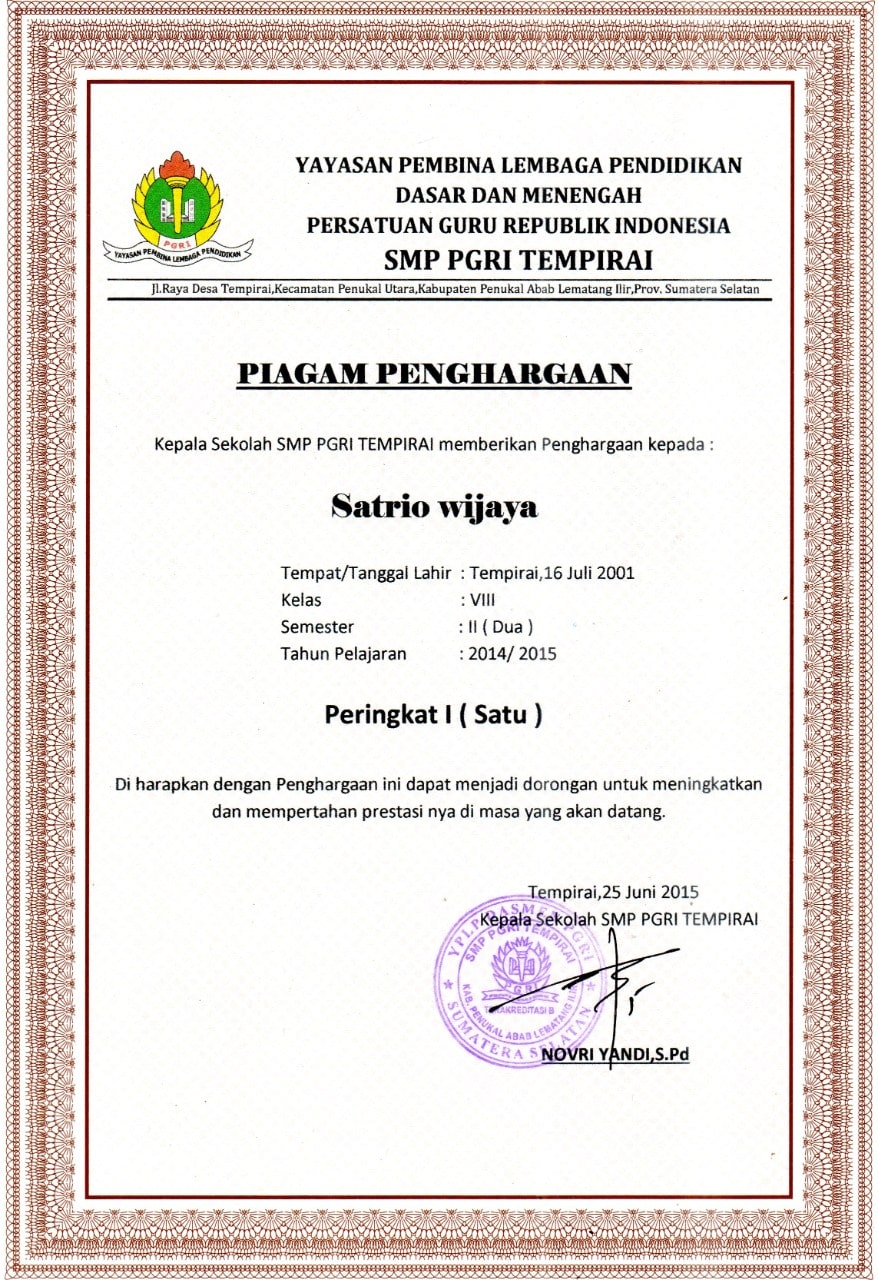 YAYASAN PEMBINA LEMBAGA PENDIDIKAN
DASAR DAN MENENGAH
PERSATUAN GURU REPUBLIK INDONESIA
SMP PGRI TEMPIRAI
PGRI
YAYASAN PEMBINA LEMBAGA PENDIDIKAN
Jl.Raya Desa Tempirai,Kecamatan Penukal Utara,Kabupaten Penukal Abab Lematang Ilir,Prov. Sumatera Selatan
PIAGAM PENGHARGAAN
Kepala Sekolah SMP PGRI TEMPIRAI memberikan Penghargaan kepada :
Satrio wijaya
Tempat/Tanggal Lahir : Tempirai,16 Juli 2001
Kelas : VIII
Semester : II ( Dua )
Tahun Pelajaran : 2014/ 2015
Peringkat I ( Satu )
Di harapkan dengan Penghargaan ini dapat menjadi dorongan untuk meningkatkan
dan mempertahan prestasi nya di masa yang akan datang.
Tempirai,25 Juni 2015
Kepala Sekolah SMP PGRI TEMPIRAI
YPLP DASMEN PGRI
SMP PGRI TEMPIRAI
PGRI
TERAKREDITASI B
KAB. PENUKAL ABAB LEMATANG ILIR
SUMATERA SELATAN
NOVRI YANDI,S.Pd